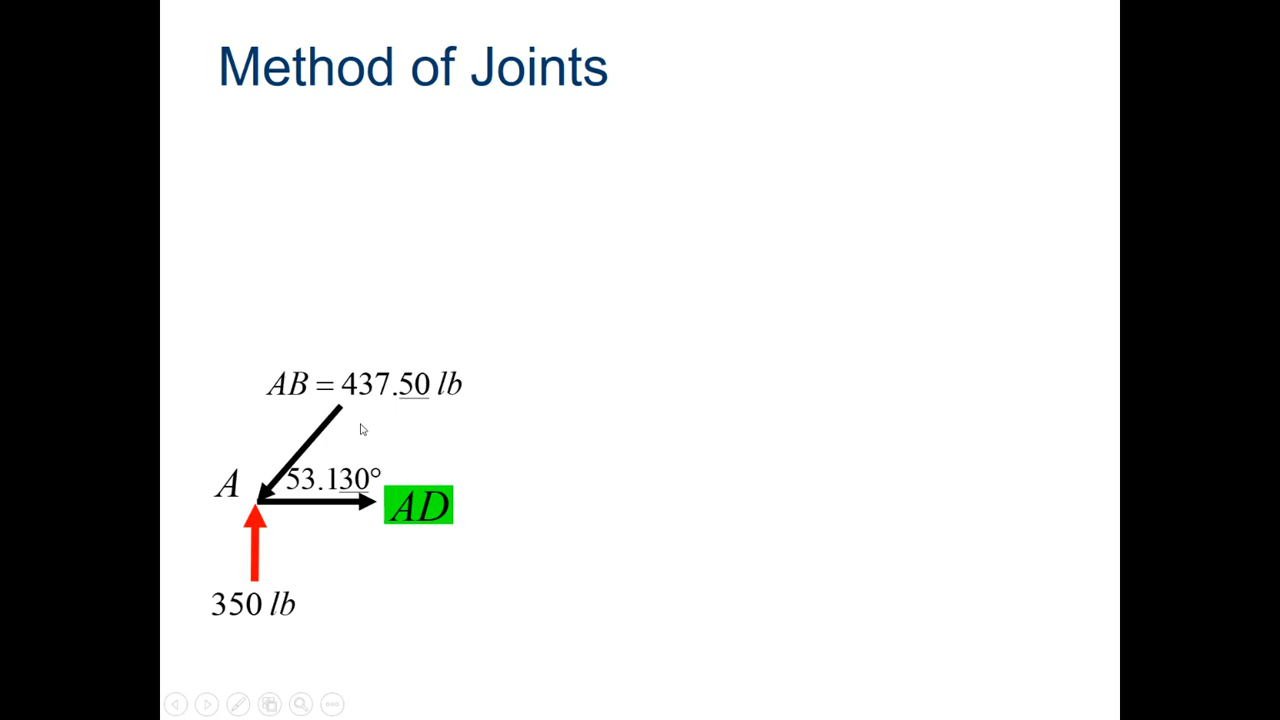 Method of Joints
AB = 437.50 lb
A
53.130°
AD
350 lb